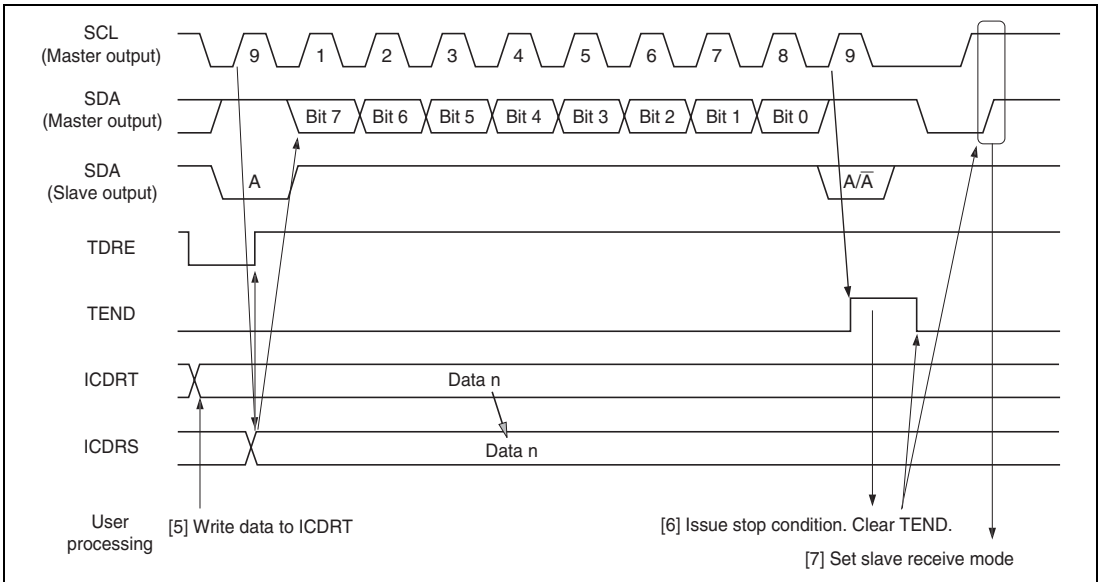 SCL
(Master output)
9 1 2 3 4 5 6 7 8 9
SDA
(Master output)
Bit 7 Bit 6 Bit 5 Bit 4 Bit 3 Bit 2 Bit 1 Bit 0
SDA
(Slave output)
A A/A̅
TDRE
TEND
ICDRT
Data n
ICDRS
Data n
User
processing
[5] Write data to ICDRT
[6] Issue stop condition. Clear TEND.
[7] Set slave receive mode